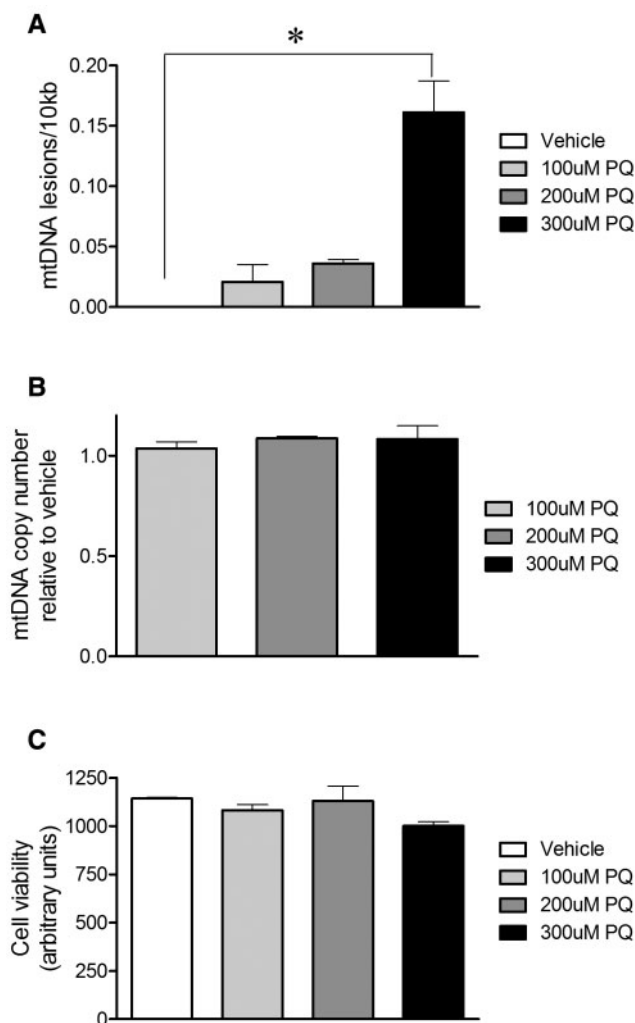 A
*
mtDNA lesions/10kb
0.20
0.15
0.10
0.05
0.00
Vehicle
100uM PQ
200uM PQ
300uM PQ
B
mtDNA copy number
relative to vehicle
1.0
0.5
0.0
100uM PQ
200uM PQ
300uM PQ
C
Cell viability
(arbitrary units)
1250
1000
750
500
250
0
Vehicle
100uM PQ
200uM PQ
300uM PQ